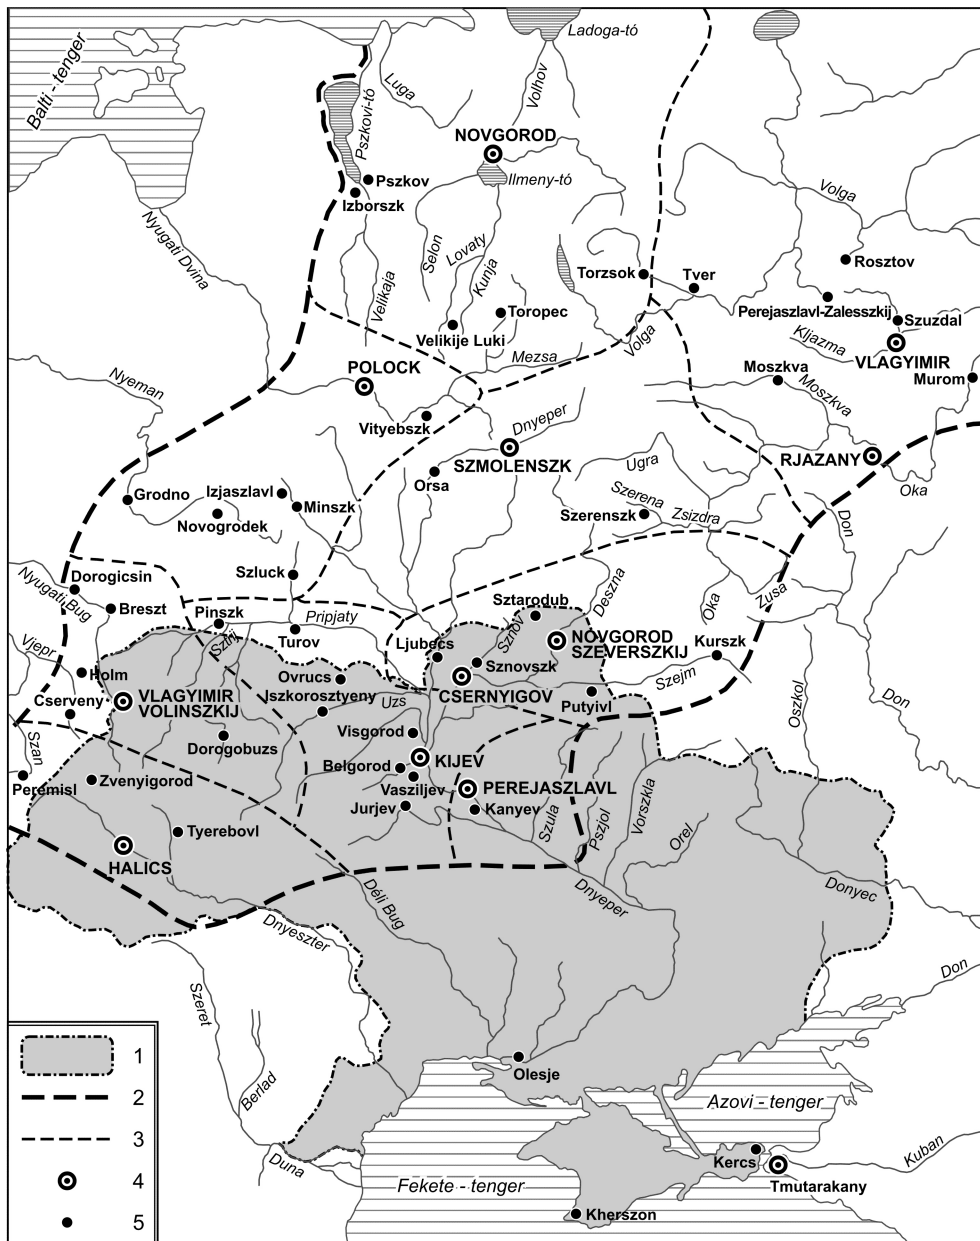 Balti - tenger
Ladoga-tó
Luga
Volhov
Pszkovi-tó
NOVGOROD
Ilmeny-tó
Pszkov
Izborszk
Volga
Nyugati Dvina
Selon
Lovaty
Kunja
Velikaja
Torzsok
Tver
Rosztov
Perejaszlavl-Zalesszkij
Szuzdal
Toropec
Velikije Luki
Volga
Kljazma
VLAGYIMIR
Mezsa
POLOCK
Moszkva
Moszkva
Murom
Nyeman
Vityebszk
Dnyeper
SZMOLENSZK
Orsa
Ugra
RJAZANY
Oka
Grodno
Izjaszlavl
Minszk
Novogrodek
Szerena
Szerenszk
Zsizdra
Don
Dorogicsin
Nyugati Bug
Breszt
Szluck
Pinszk
Pripjaty
Turov
Szhij
Sztarodub
Deszna
Oka
Zusa
Ljubecs
Sznov
NOVGOROD
SZEVERSZKIJ
Kurszk
Vjepr
Holm
Ovrucs
Iszkorosztyeny
Uzs
Sznovszk
CSERNYIGOV
Szejm
Putyivl
Oszkol
Don
Cserveny
VLAGYIMIR
VOLINSZKIJ
Szan
Dorogobuzs
Visgorod
Belgorod
KIJEV
Vasziljev
Jurjev
PEREJASZLAVL
Kanyev
Peremisl
Zvenyigorod
Tyerebovl
HALICS
Szula
Pszjol
Vorszkla
Orel
Dnyeper
Donyec
Déli Bug
Dnyeszter
Szeret
Don
Olesje
Berlad
Azovi - tenger
Kuban
Duna
Kercs
Tmutarakany
Fekete - tenger
Kherszon
1
2
3
4
5